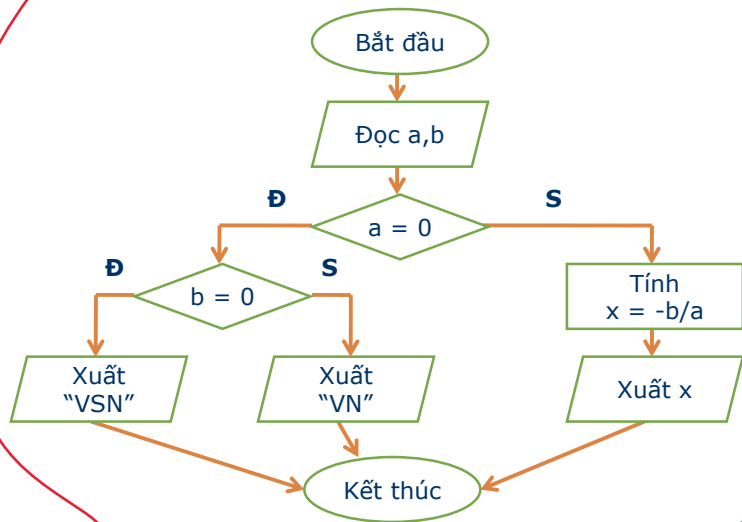 Bắt đầu
Đọc a,b
Đ
S
a = 0
Đ
S
b = 0
Tính
x = -b/a
Xuất
“VSN”
Xuất
“VN”
Xuất x
Kết thúc